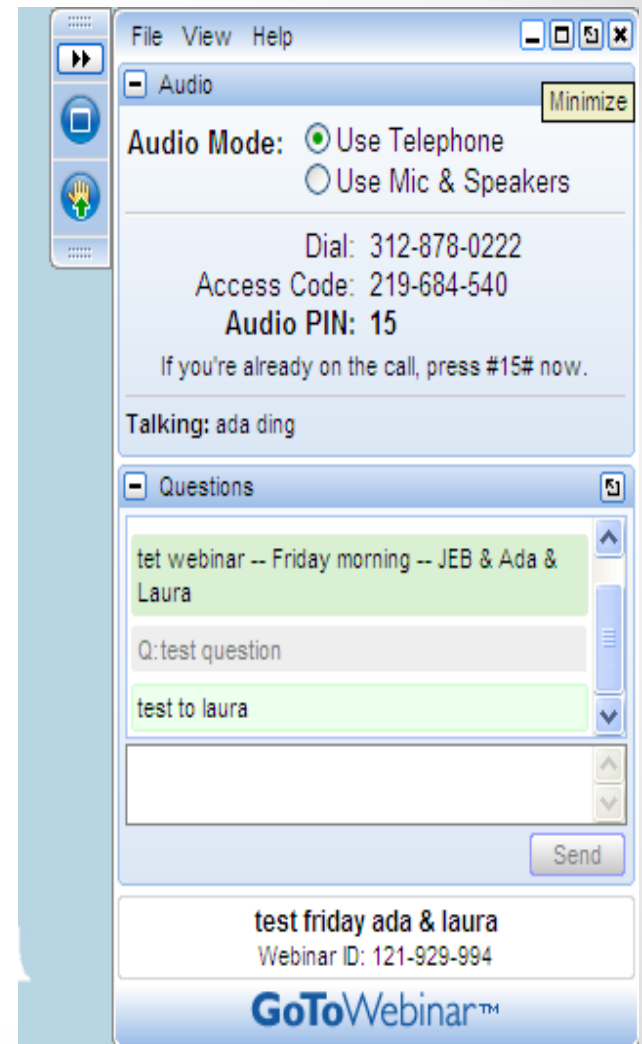 File View Help
Audio
Minimize
Audio Mode: Use Telephone
Use Mic & Speakers
Dial: 312-878-0222
Access Code: 219-684-540
Audio PIN: 15
If you're already on the call, press #15# now.
Talking: ada ding
Questions
tet webinar -- Friday morning -- JEB & Ada &
Laura
Q:test question
test to laura
Send
test friday ada & laura
Webinar ID: 121-929-994
GoToWebinar™